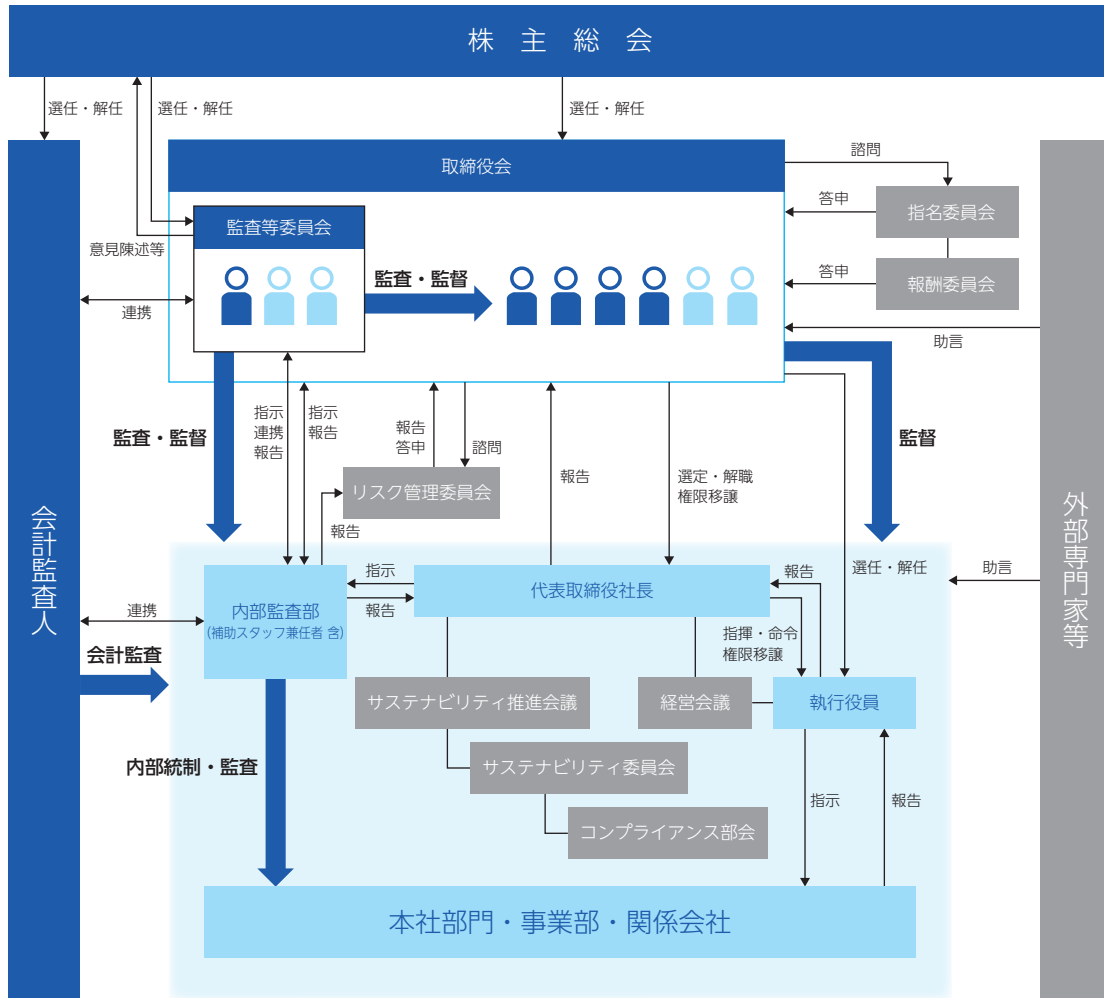 株主総会
選任・解任
選任・解任
選任・解任
取締役会
諮問
答申
指名委員会
監査等委員会
意見陳述等
監査・監督
答申
報酬委員会
連携
助言
監査・監督
指示
連携
報告
指示
報告
報告
答申
諮問
報告
選定・解職
権限移譲
監督
リスク管理委員会
報告
会計監査人
外部専門家等
指示
報告
代表取締役社長
報告
選任・解任
助言
連携
内部監査部
(補助スタッフ兼任者 含)
指揮・命令
権限移譲
会計監査
サステナビリティ推進会議
経営会議
執行役員
内部統制・監査
サステナビリティ委員会
指示
報告
コンプライアンス部会
本社部門・事業部・関係会社